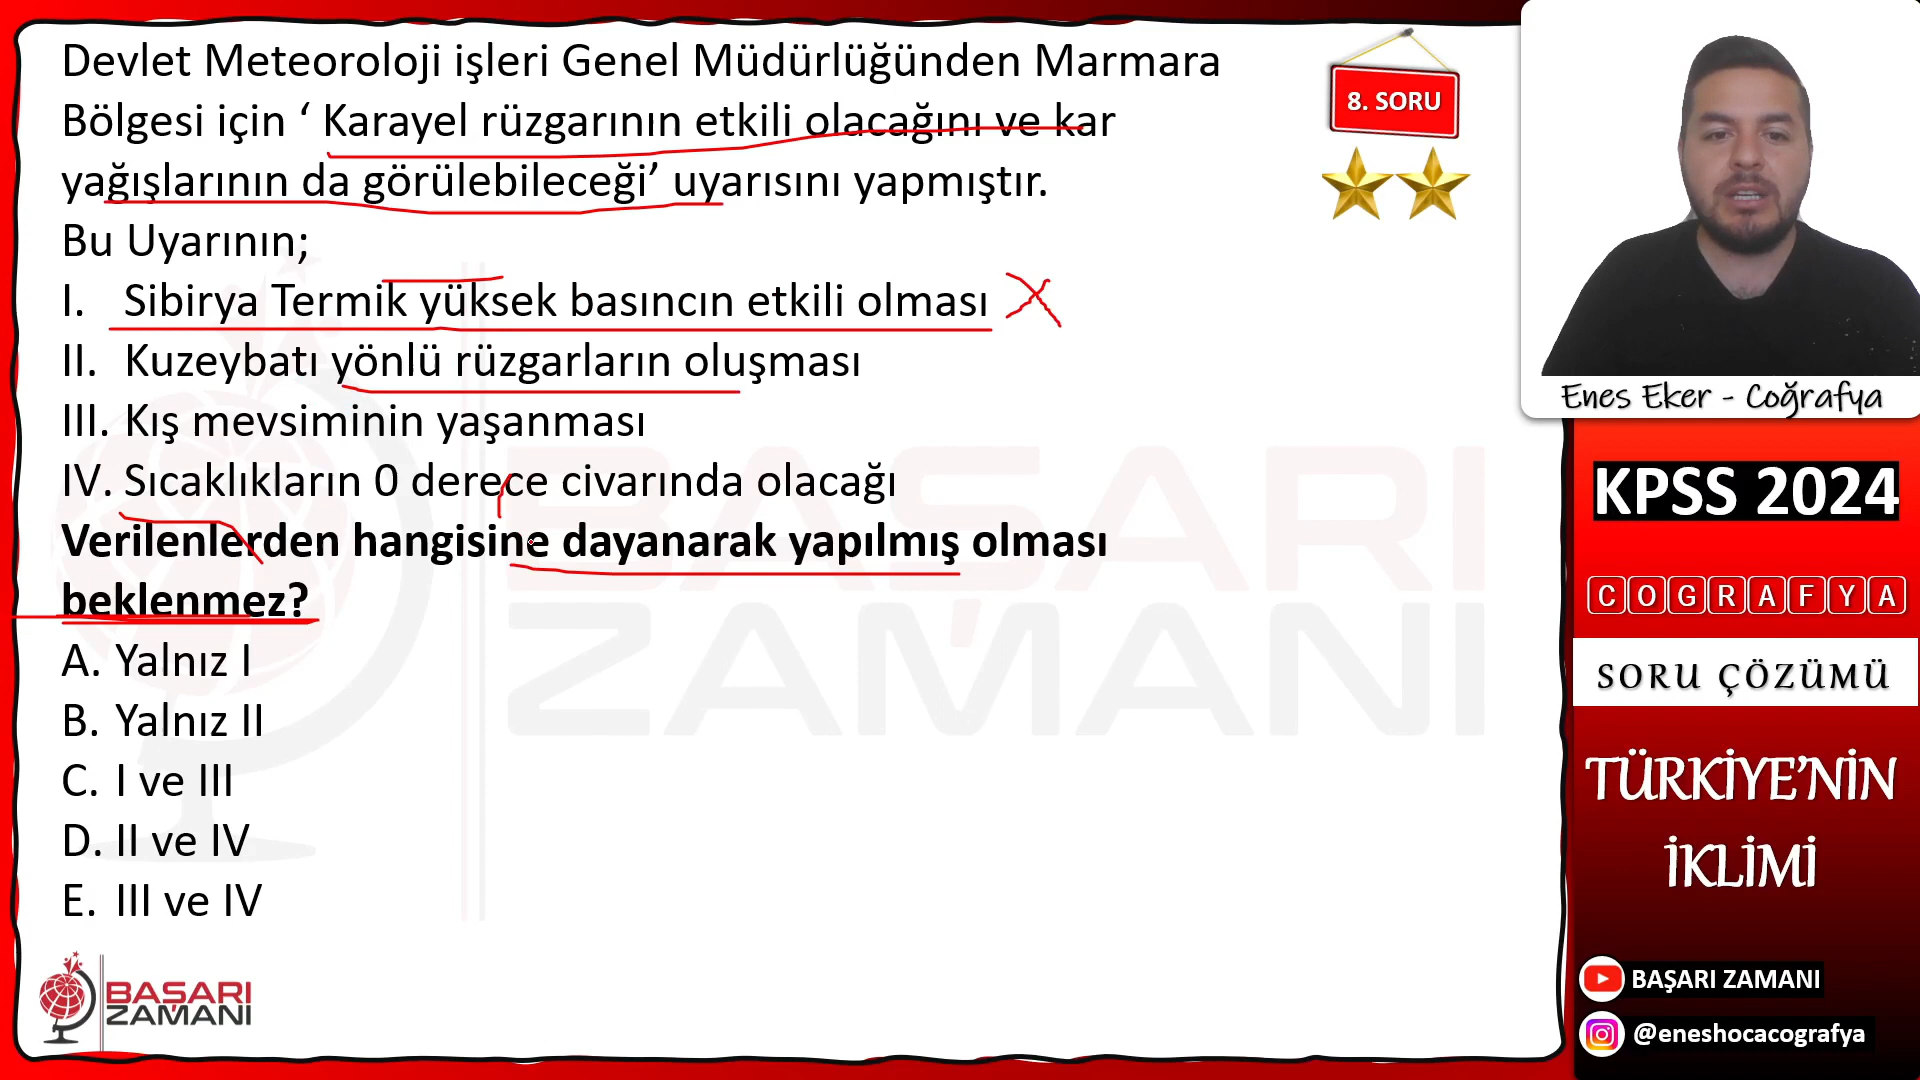 Devlet Meteoroloji işleri Genel Müdürlüğünden Marmara
Bölgesi için ‘ Karayel rüzgarının etkili olacağını ve kar
yağışlarının da görülebileceği’ uyarısını yapmıştır.
Bu Uyarının;
I. Sibirya Termik yüksek basıncın etkili olması
II. Kuzeybatı yönlü rüzgarların oluşması
III. Kış mevsiminin yaşanması
IV. Sıcaklıkların 0 derece civarında olacağı
Verilenlerden hangisine dayanarak yapılmış olması
beklenmez?
A. Yalnız I
B. Yalnız II
C. I ve III
D. II ve IV
E. III ve IV
BAŞARI
ZAMANI
BAŞARI
ZAMANI
8. SORU
Enes Eker - Coğrafya
KPSS 2024
COGRAFYA
SORU ÇÖZÜMÜ
TÜRKİYE’NİN
İKLİMİ
BAŞARI ZAMANI
@eneshocacografya